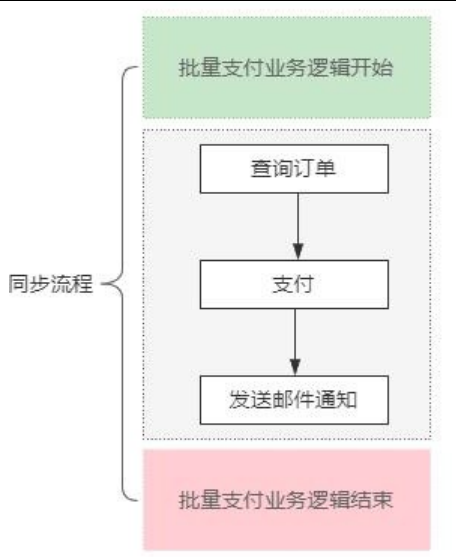 批量支付业务逻辑开始
查询订单
同步流程
支付
发送邮件通知
批量支付业务逻辑结束